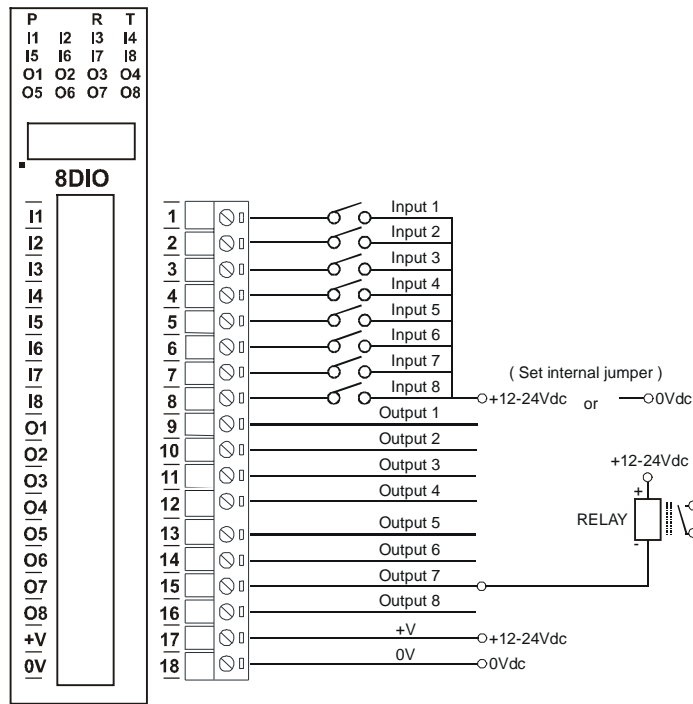 P R T
I1 I2 I3 I4
I5 I6 I7 I8
O1 O2 O3 O4
O5 O6 O7 O8
8DIO
I1 1 Input 1
I2 2 Input 2
I3 3 Input 3
I4 4 Input 4
I5 5 Input 5
I6 6 Input 6
I7 7 Input 7
( Set internal jumper )
I8 8 Input 8 +12-24Vdc or 0Vdc
O1 9 Output 1
O2 10 Output 2
+12-24Vdc
O3 11 Output 3
+
O4 12 Output 4
RELAY
O5 13 Output 5
-
O6 14 Output 6
O7 15 Output 7
O8 16 Output 8
+V 17 +V +12-24Vdc
0V 18 0V 0Vdc